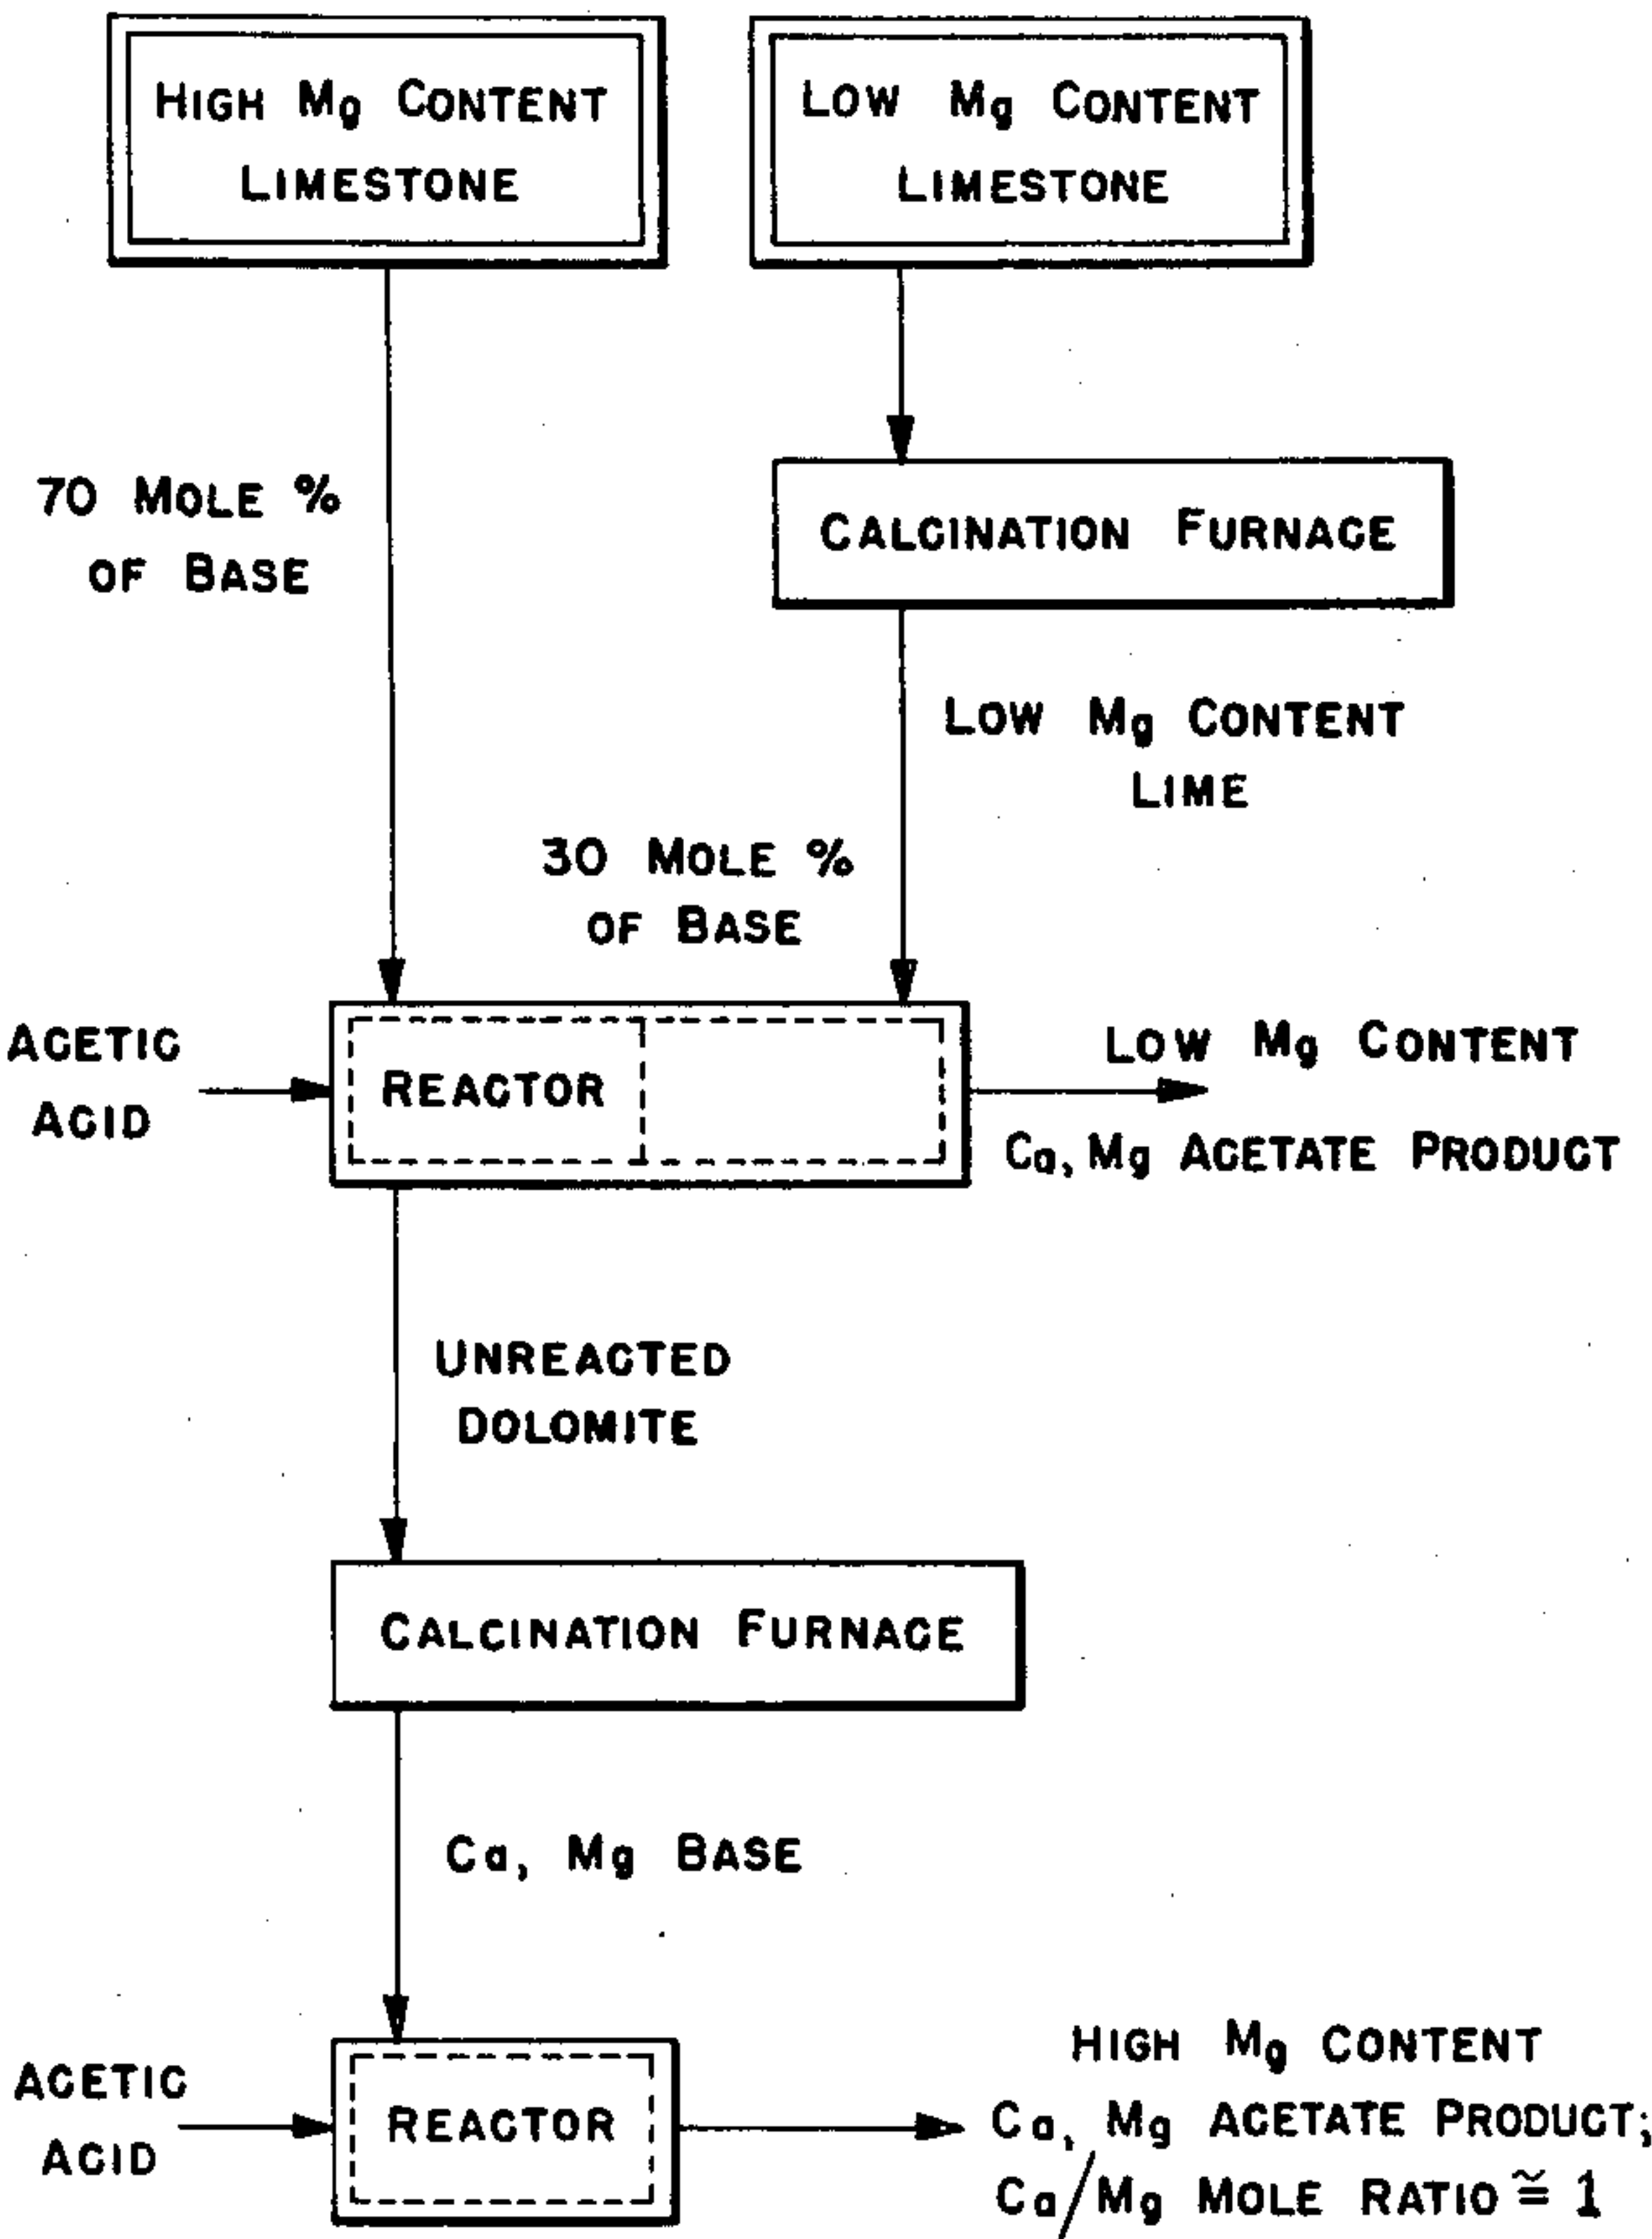 HIGH Mg CONTENT
LIMESTONE
LOW Mg CONTENT
LIMESTONE
70 MOLE %
OF BASE
CALCINATION FURNACE
LOW Mg CONTENT
LIME
30 MOLE %
OF BASE
ACETIC
ACID
REACTOR
LOW Mg CONTENT
Ca, Mg ACETATE PRODUCT
UNREACTED
DOLOMITE
CALCINATION FURNACE
Ca, Mg BASE
ACETIC
ACID
REACTOR
HIGH Mg CONTENT
Ca, Mg ACETATE PRODUCT;
Ca/Mg MOLE RATIO ≅ 1